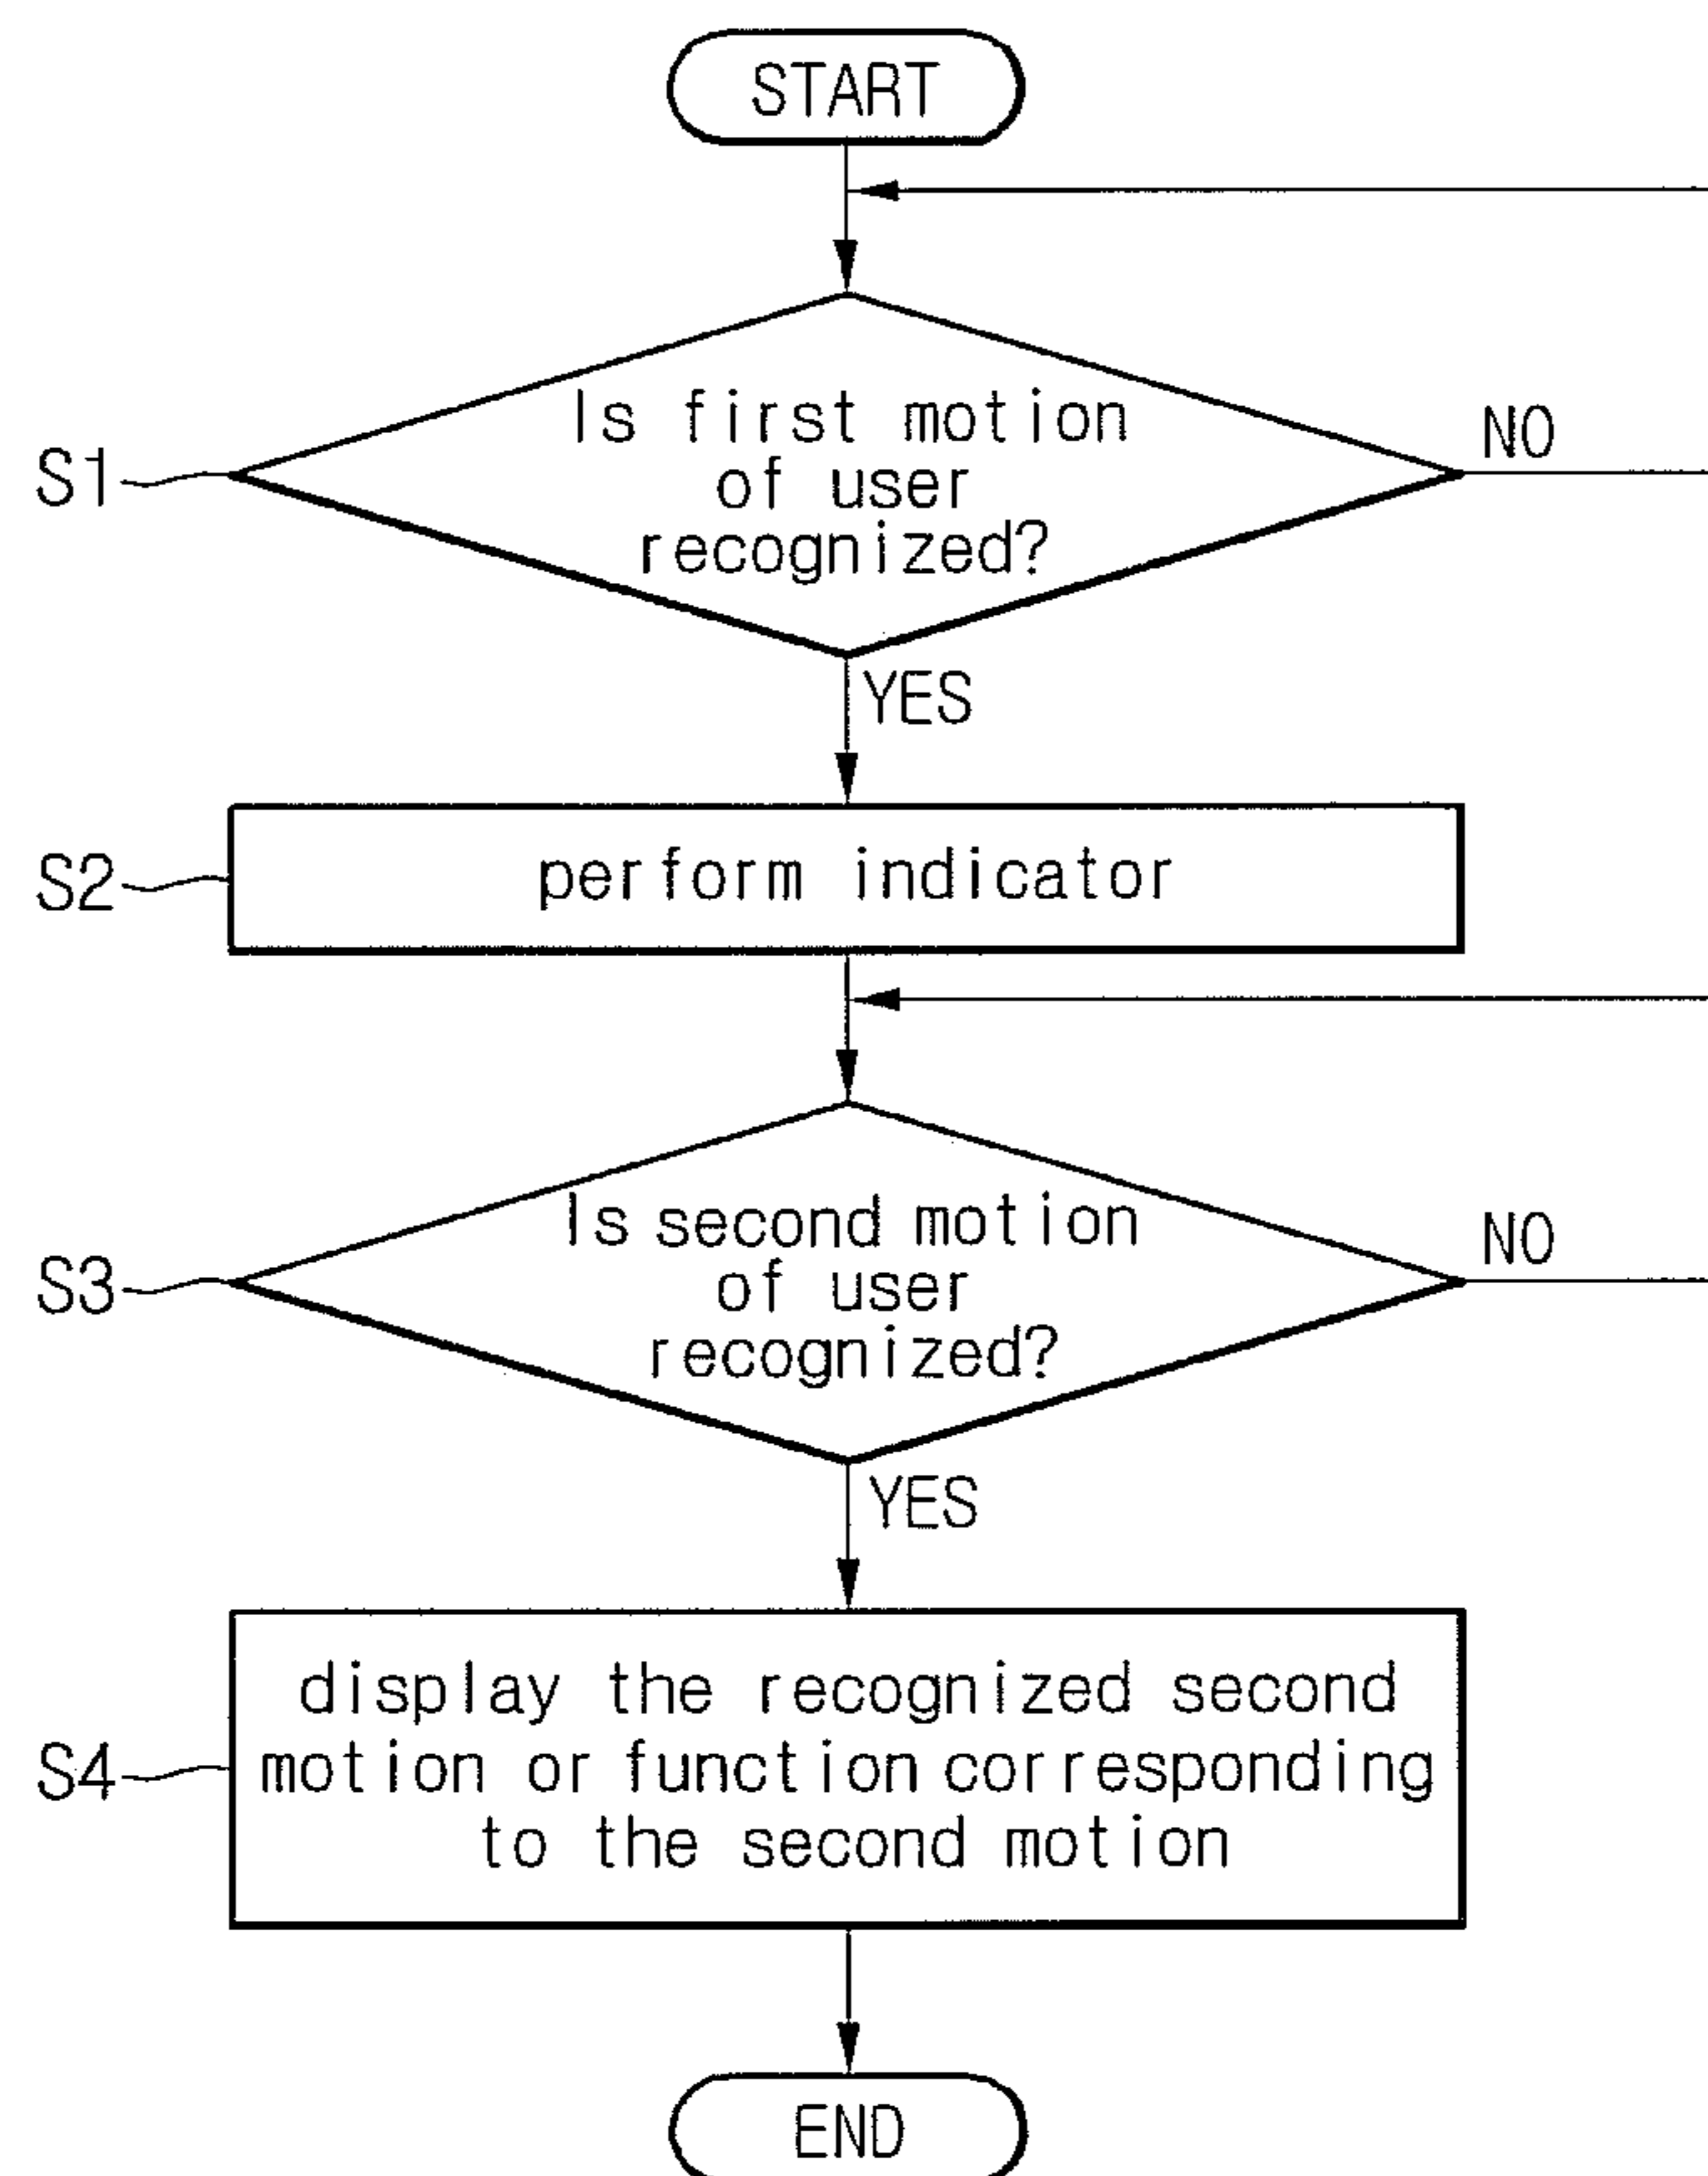 START
Is first motion
of user
recognized?
NO
S1
YES
S2
perform indicator
Is second motion
of user
recognized?
NO
S3
YES
display the recognized second
motion or function corresponding
to the second motion
S4
END